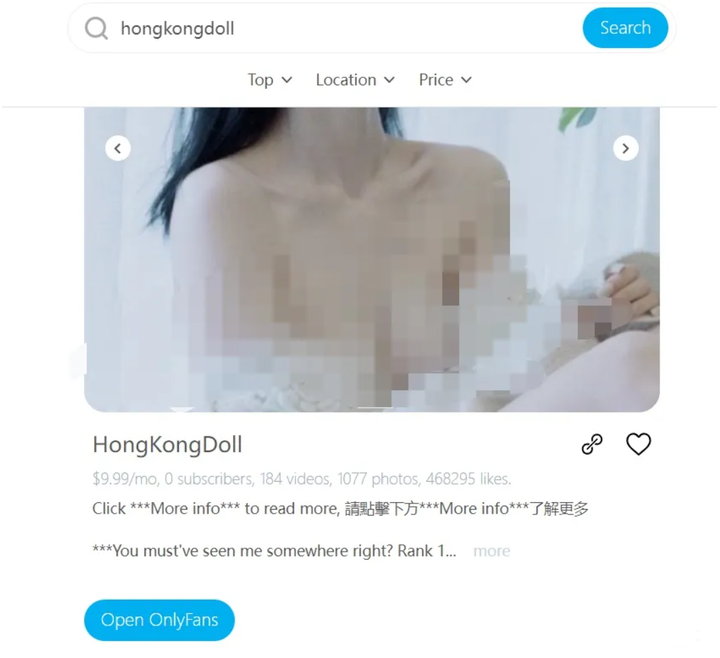 hongkongdoll
Search
Top Location Price
HongKongDoll
$9.99/mo, 0 subscribers, 184 videos, 1077 photos, 468295 likes.
Click ***More info*** to read more, 請點擊下方***More info***了解更多
***You must've seen me somewhere right? Rank 1... more
Open OnlyFans